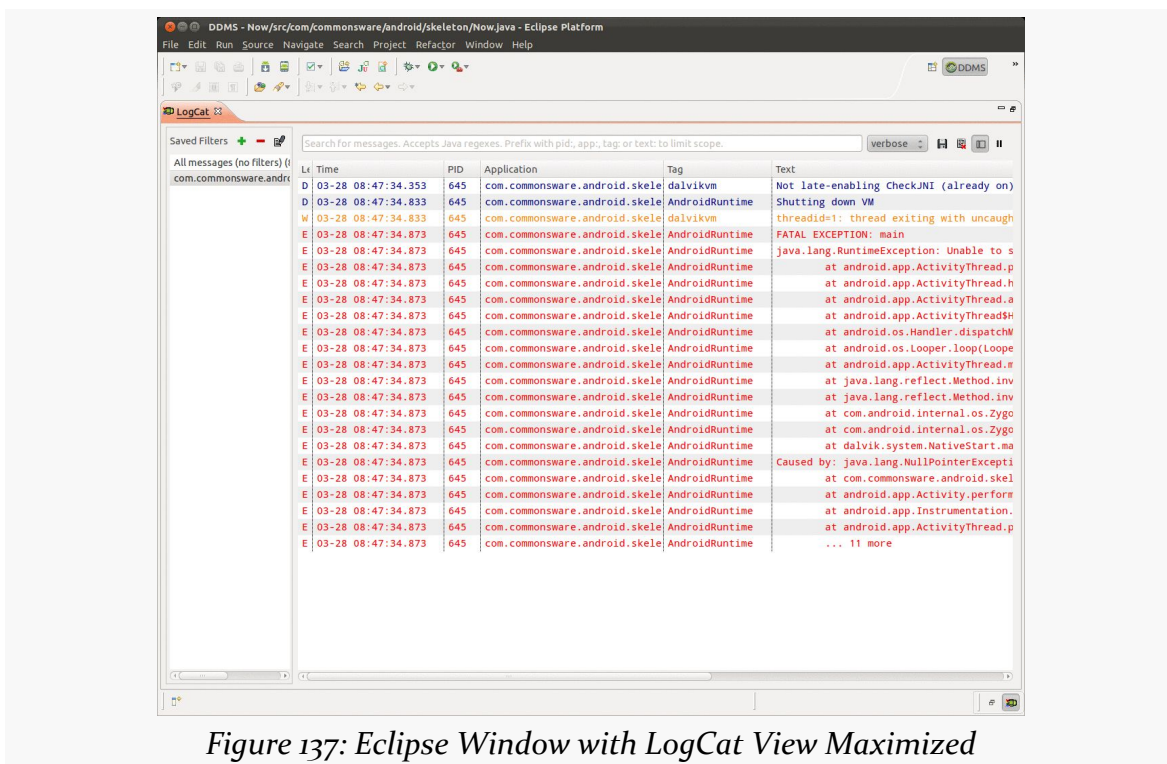 DDMS - Now/src/com/commonsware/android/skeleton/Now.java - Eclipse Platform
File Edit Run Source Navigate Search Project Refactor Window Help
DDMS
LogCat
Saved Filters
Search for messages. Accepts Java regexes. Prefix with pid:, app:, tag: or text: to limit scope.
verbose
All messages (no filters) (
com.commonsware.andro
Le Time PID Application Tag Text
D 03-28 08:47:34.353 645 com.commonsware.android.skele dalvikvm Not late-enabling CheckJNI (already on)
D 03-28 08:47:34.833 645 com.commonsware.android.skele AndroidRuntime Shutting down VM
W 03-28 08:47:34.833 645 com.commonsware.android.skele dalvikvm threadid=1: thread exiting with uncaugh
E 03-28 08:47:34.873 645 com.commonsware.android.skele AndroidRuntime FATAL EXCEPTION: main
E 03-28 08:47:34.873 645 com.commonsware.android.skele AndroidRuntime java.lang.RuntimeException: Unable to s
E 03-28 08:47:34.873 645 com.commonsware.android.skele AndroidRuntime at android.app.ActivityThread.p
E 03-28 08:47:34.873 645 com.commonsware.android.skele AndroidRuntime at android.app.ActivityThread.h
E 03-28 08:47:34.873 645 com.commonsware.android.skele AndroidRuntime at android.app.ActivityThread.a
E 03-28 08:47:34.873 645 com.commonsware.android.skele AndroidRuntime at android.app.ActivityThread$H
E 03-28 08:47:34.873 645 com.commonsware.android.skele AndroidRuntime at android.os.Handler.dispatchM
E 03-28 08:47:34.873 645 com.commonsware.android.skele AndroidRuntime at android.os.Looper.loop(Loope
E 03-28 08:47:34.873 645 com.commonsware.android.skele AndroidRuntime at android.app.ActivityThread.m
E 03-28 08:47:34.873 645 com.commonsware.android.skele AndroidRuntime at java.lang.reflect.Method.inv
E 03-28 08:47:34.873 645 com.commonsware.android.skele AndroidRuntime at java.lang.reflect.Method.inv
E 03-28 08:47:34.873 645 com.commonsware.android.skele AndroidRuntime at com.android.internal.os.Zygo
E 03-28 08:47:34.873 645 com.commonsware.android.skele AndroidRuntime at com.android.internal.os.Zygo
E 03-28 08:47:34.873 645 com.commonsware.android.skele AndroidRuntime at dalvik.system.NativeStart.ma
E 03-28 08:47:34.873 645 com.commonsware.android.skele AndroidRuntime Caused by: java.lang.NullPointerExcepti
E 03-28 08:47:34.873 645 com.commonsware.android.skele AndroidRuntime at com.commonsware.android.skel
E 03-28 08:47:34.873 645 com.commonsware.android.skele AndroidRuntime at android.app.Activity.perform
E 03-28 08:47:34.873 645 com.commonsware.android.skele AndroidRuntime at android.app.Instrumentation.
E 03-28 08:47:34.873 645 com.commonsware.android.skele AndroidRuntime at android.app.ActivityThread.p
E 03-28 08:47:34.873 645 com.commonsware.android.skele AndroidRuntime ... 11 more
Figure 137: Eclipse Window with LogCat View Maximized